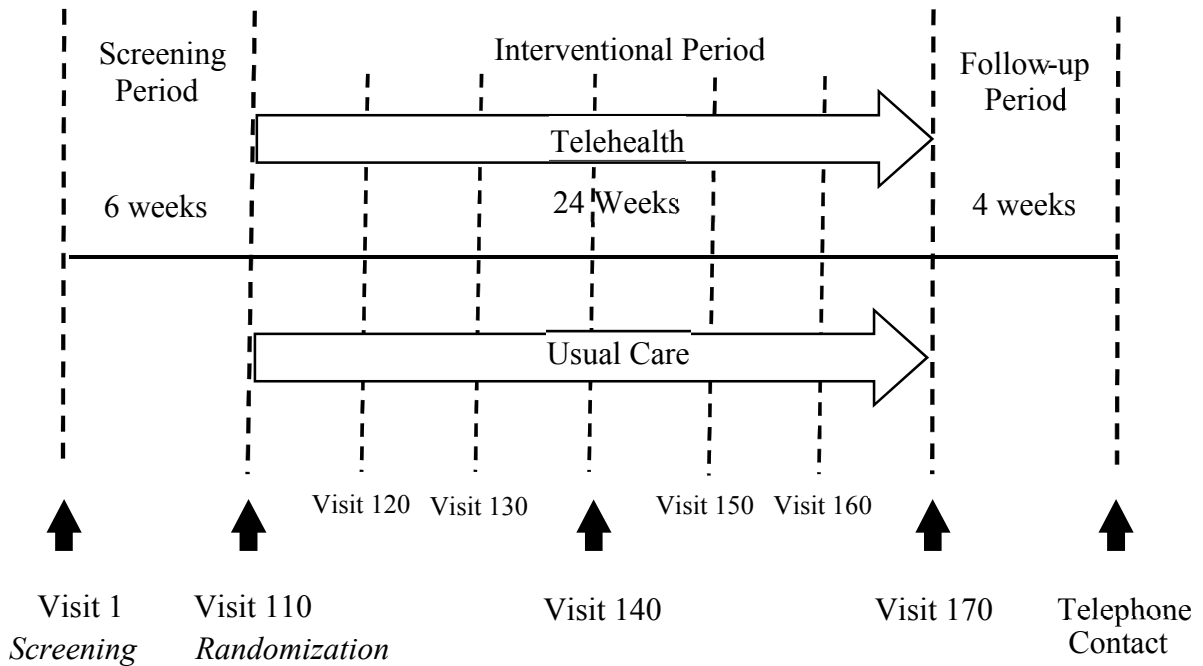 Screening
Period
Interventional Period
Follow-up
Period
Telehealth
6 weeks
24 Weeks
4 weeks
Usual Care
Visit 120
Visit 130
Visit 150
Visit 160
Visit 1
Screening
Visit 110
Randomization
Visit 140
Visit 170
Telephone
Contact